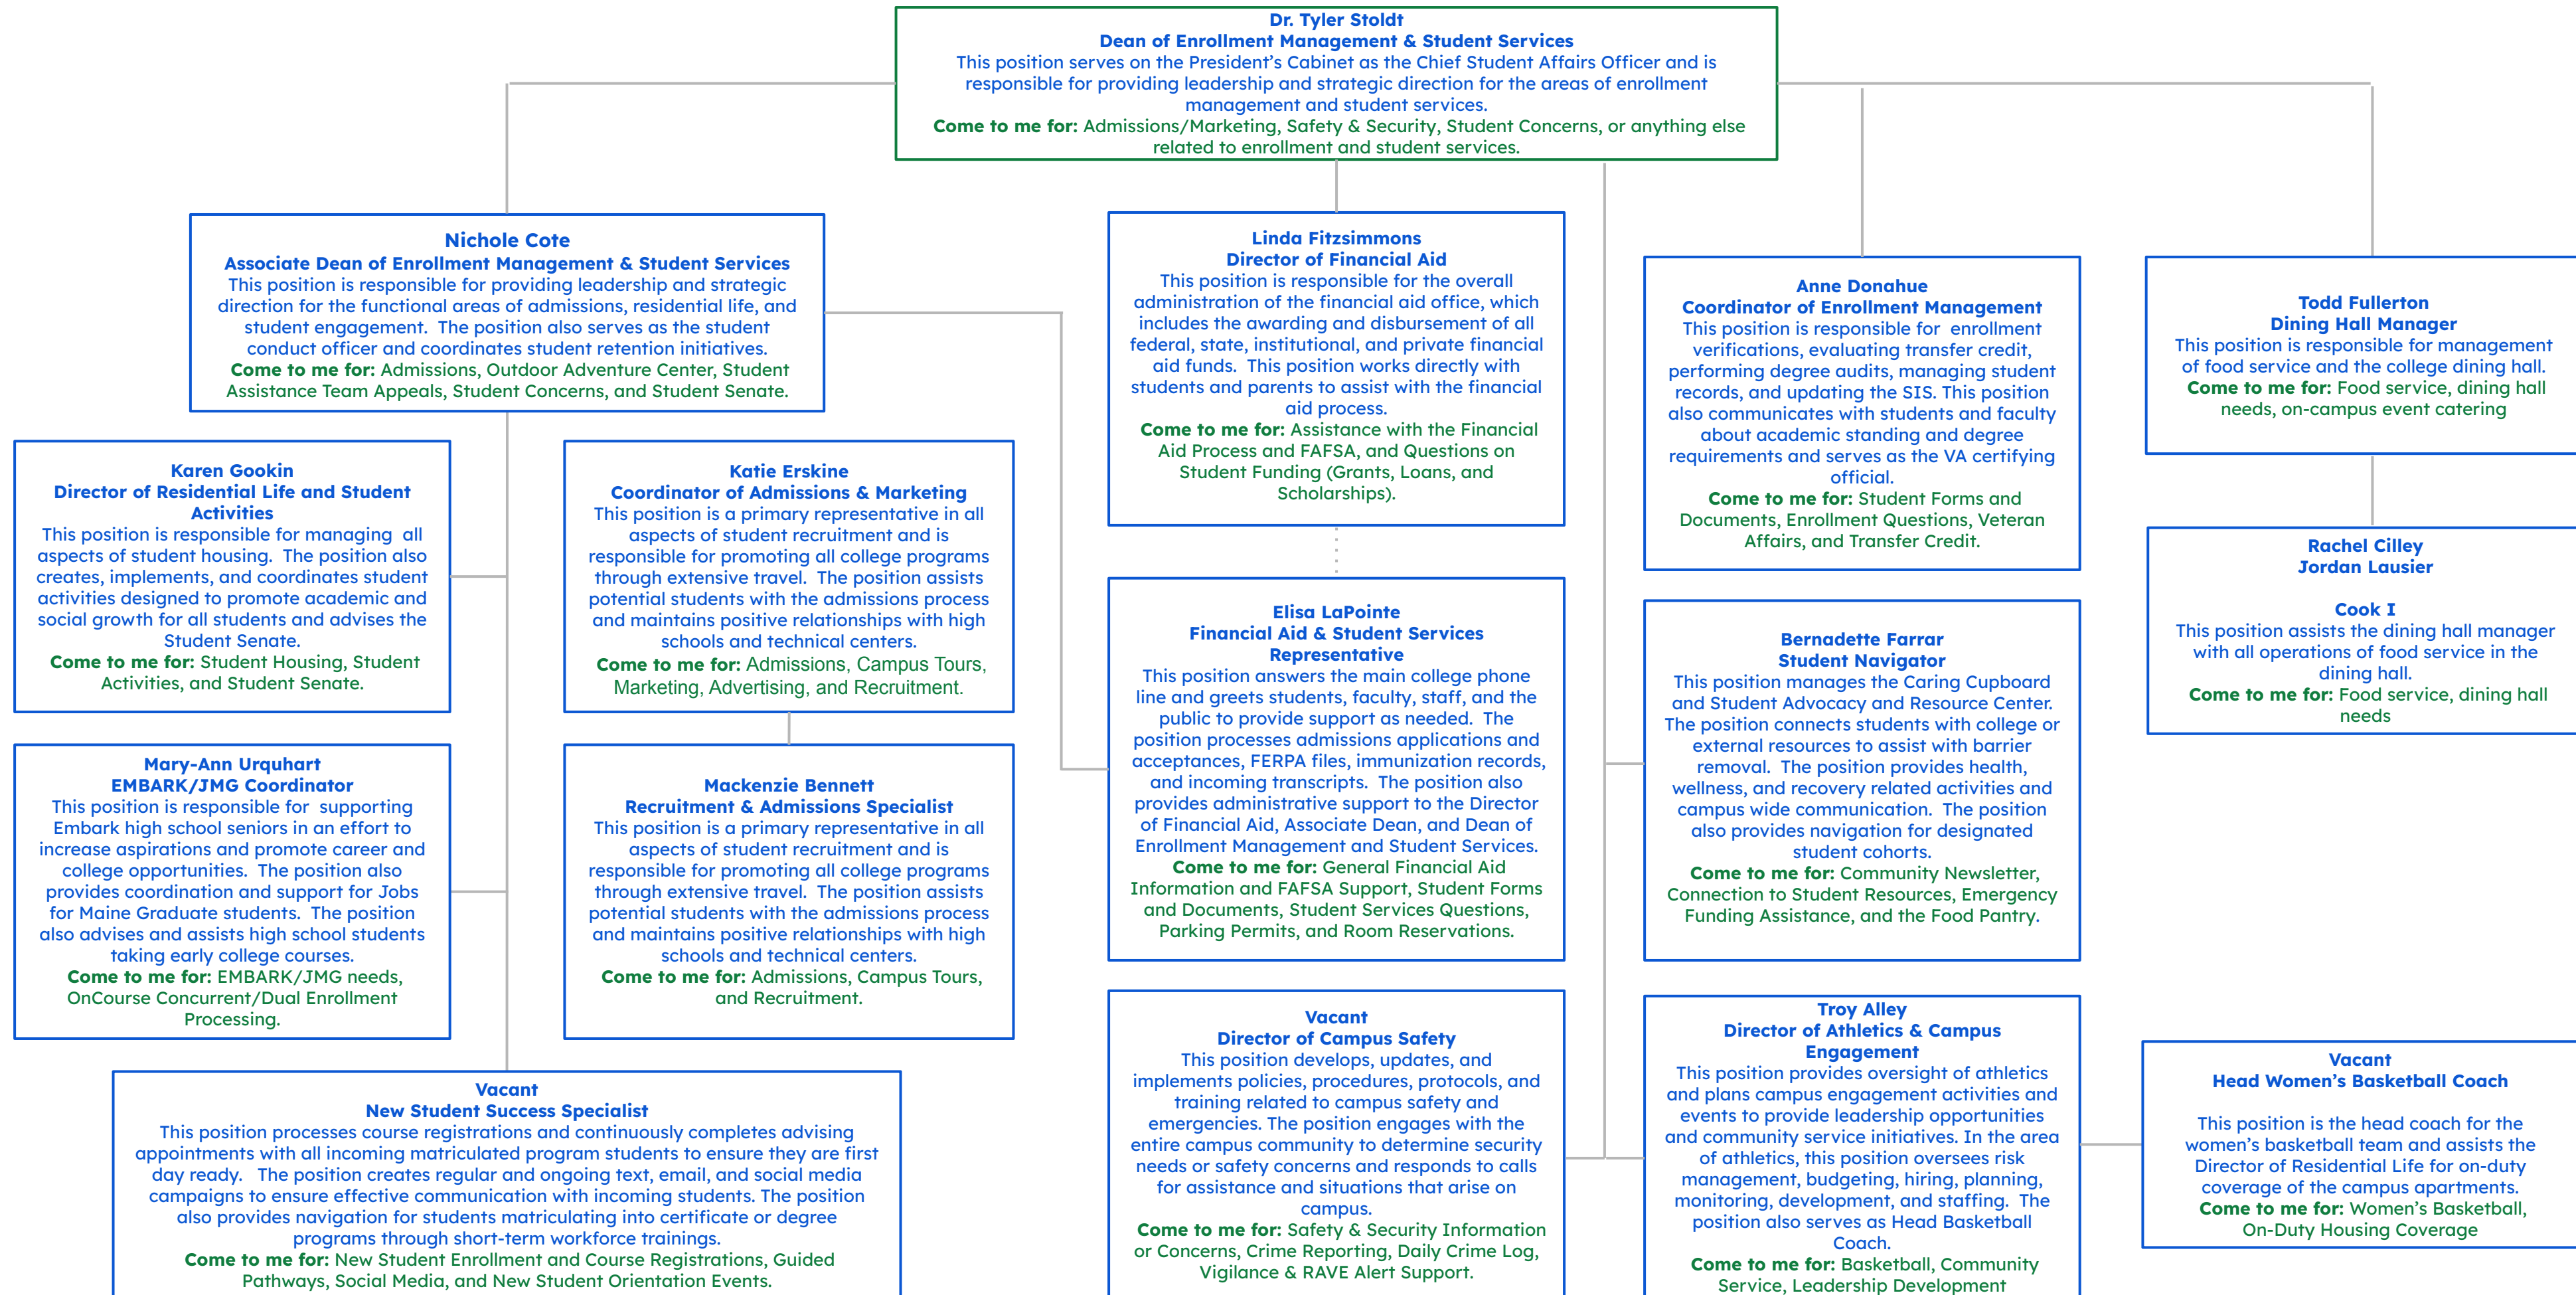 Dr. Tyler Stoldt
Dean of Enrollment Management & Student Services
This position serves on the President's Cabinet as the Chief Student Affairs Officer and is
responsible for providing leadership and strategic direction for the areas of enrollment
management and student services.
Come to me for: Admissions/Marketing, Safety & Security, Student Concerns, or anything else
related to enrollment and student services.
Nichole Cote
Associate Dean of Enrollment Management & Student Services
This position is responsible for providing leadership and strategic
direction for the functional areas of admissions, residential life, and
student engagement. The position also serves as the student
conduct officer and coordinates student retention initiatives.
Come to me for: Admissions, Outdoor Adventure Center, Student
Assistance Team Appeals, Student Concerns, and Student Senate.
Linda Fitzsimmons
Director of Financial Aid
This position is responsible for the overall
administration of the financial aid office, which
includes the awarding and disbursement of all
federal, state, institutional, and private financial
aid funds. This position works directly with
students and parents to assist with the financial
aid process.
Come to me for: Assistance with the Financial
Aid Process and FAFSA, and Questions on
Student Funding (Grants, Loans, and
Scholarships).
Anne Donahue
Coordinator of Enrollment Management
This position is responsible for enrollment
verifications, evaluating transfer credit,
performing degree audits, managing student
records, and updating the SIS. This position
also communicates with students and faculty
about academic standing and degree
requirements and serves as the VA certifying
official.
Come to me for: Student Forms and
Documents, Enrollment Questions, Veteran
Affairs, and Transfer Credit.
Todd Fullerton
Dining Hall Manager
This position is responsible for management
of food service and the college dining hall.
Come to me for: Food service, dining hall
needs, on-campus event catering
Karen Gookin
Director of Residential Life and Student
Activities
This position is responsible for managing all
aspects of student housing. The position also
creates, implements, and coordinates student
activities designed to promote academic and
social growth for all students and advises the
Student Senate.
Come to me for: Student Housing, Student
Activities, and Student Senate.
Katie Erskine
Coordinator of Admissions & Marketing
This position is a primary representative in all
aspects of student recruitment and is
responsible for promoting all college programs
through extensive travel. The position assists
potential students with the admissions process
and maintains positive relationships with high
schools and technical centers.
Come to me for: Admissions, Campus Tours,
Marketing, Advertising, and Recruitment.
Elisa LaPointe
Financial Aid & Student Services
Representative
This position answers the main college phone
line and greets students, faculty, staff, and the
public to provide support as needed. The
position processes admissions applications and
acceptances, FERPA files, immunization records,
and incoming transcripts. The position also
provides administrative support to the Director
of Financial Aid, Associate Dean, and Dean of
Enrollment Management and Student Services.
Come to me for: General Financial Aid
Information and FAFSA Support, Student Forms
and Documents, Student Services Questions,
Parking Permits, and Room Reservations.
Bernadette Farrar
Student Navigator
This position manages the Caring Cupboard
and Student Advocacy and Resource Center.
The position connects students with college or
external resources to assist with barrier
removal. The position provides health,
wellness, and recovery related activities and
campus wide communication. The position
also provides navigation for designated
student cohorts.
Come to me for: Community Newsletter,
Connection to Student Resources, Emergency
Funding Assistance, and the Food Pantry.
Rachel Cilley
Jordan Lausier
Cook I
This position assists the dining hall manager
with all operations of food service in the
dining hall.
Come to me for: Food service, dining hall
needs
Mary-Ann Urquhart
EMBARK/JMG Coordinator
This position is responsible for supporting
Embark high school seniors in an effort to
increase aspirations and promote career and
college opportunities. The position also
provides coordination and support for Jobs
for Maine Graduate students. The position
also advises and assists high school students
taking early college courses.
Come to me for: EMBARK/JMG needs,
OnCourse Concurrent/Dual Enrollment
Processing.
Mackenzie Bennett
Recruitment & Admissions Specialist
This position is a primary representative in all
aspects of student recruitment and is
responsible for promoting all college programs
through extensive travel. The position assists
potential students with the admissions process
and maintains positive relationships with high
schools and technical centers.
Come to me for: Admissions, Campus Tours,
and Recruitment.
Vacant
New Student Success Specialist
This position processes course registrations and continuously completes advising
appointments with all incoming matriculated program students to ensure they are first
day ready. The position creates regular and ongoing text, email, and social media
campaigns to ensure effective communication with incoming students. The position
also provides navigation for students matriculating into certificate or degree
programs through short-term workforce trainings.
Come to me for: New Student Enrollment and Course Registrations, Guided
Pathways, Social Media, and New Student Orientation Events.
Vacant
Director of Campus Safety
This position develops, updates, and
implements policies, procedures, protocols, and
training related to campus safety and
emergencies. The position engages with the
entire campus community to determine security
needs or safety concerns and responds to calls
for assistance and situations that arise on
campus.
Come to me for: Safety & Security Information
or Concerns, Crime Reporting, Daily Crime Log,
Vigilance & RAVE Alert Support.
Troy Alley
Director of Athletics & Campus
Engagement
This position provides oversight of athletics
and plans campus engagement activities and
events to provide leadership opportunities
and community service initiatives. In the area
of athletics, this position oversees risk
management, budgeting, hiring, planning,
monitoring, development, and staffing. The
position also serves as Head Basketball
Coach.
Come to me for: Basketball, Community
Service, Leadership Development
Vacant
Head Women's Basketball Coach
This position is the head coach for the
women's basketball team and assists the
Director of Residential Life for on-duty
coverage of the campus apartments.
Come to me for: Women's Basketball,
On-Duty Housing Coverage